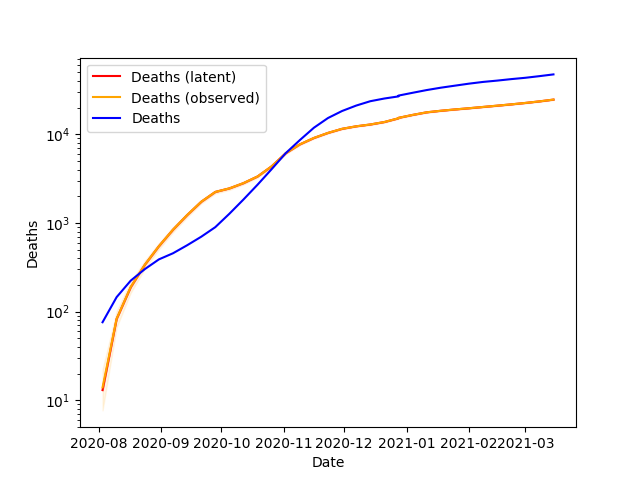 Deaths (latent)
Deaths (observed)
Deaths
Deaths
10^4
10^3
10^2
10^1
2020-08 2020-09 2020-10 2020-11 2020-12 2021-01 2021-02 2021-03
Date